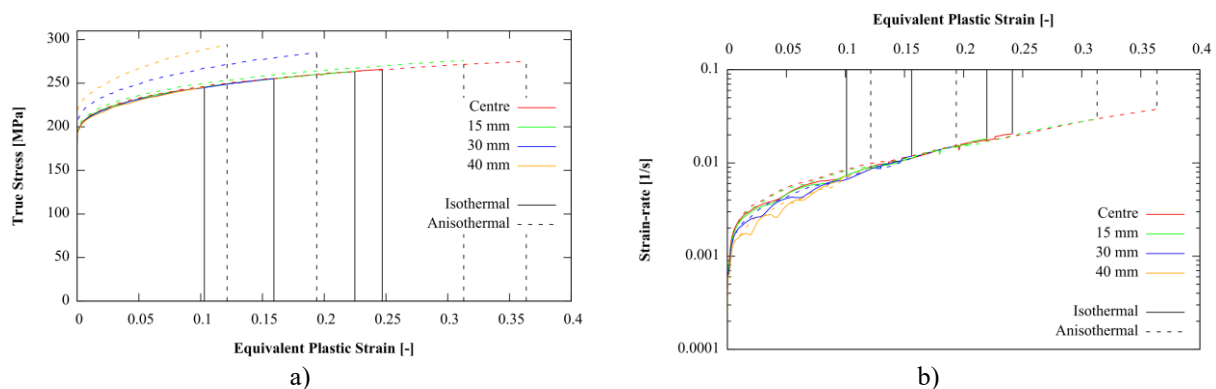 True Stress [MPa]
300
250
200
150
100
50
0
0 0.05 0.1 0.15 0.2 0.25 0.3 0.35 0.4
Equivalent Plastic Strain [-]
Centre
15 mm
30 mm
40 mm
Isothermal
Anisothermal
a)
Equivalent Plastic Strain [-]
0 0.05 0.1 0.15 0.2 0.25 0.3 0.35 0.4
Strain-rate [1/s]
0.1
0.01
0.001
0.0001
Centre
15 mm
30 mm
40 mm
Isothermal
Anisothermal
b)